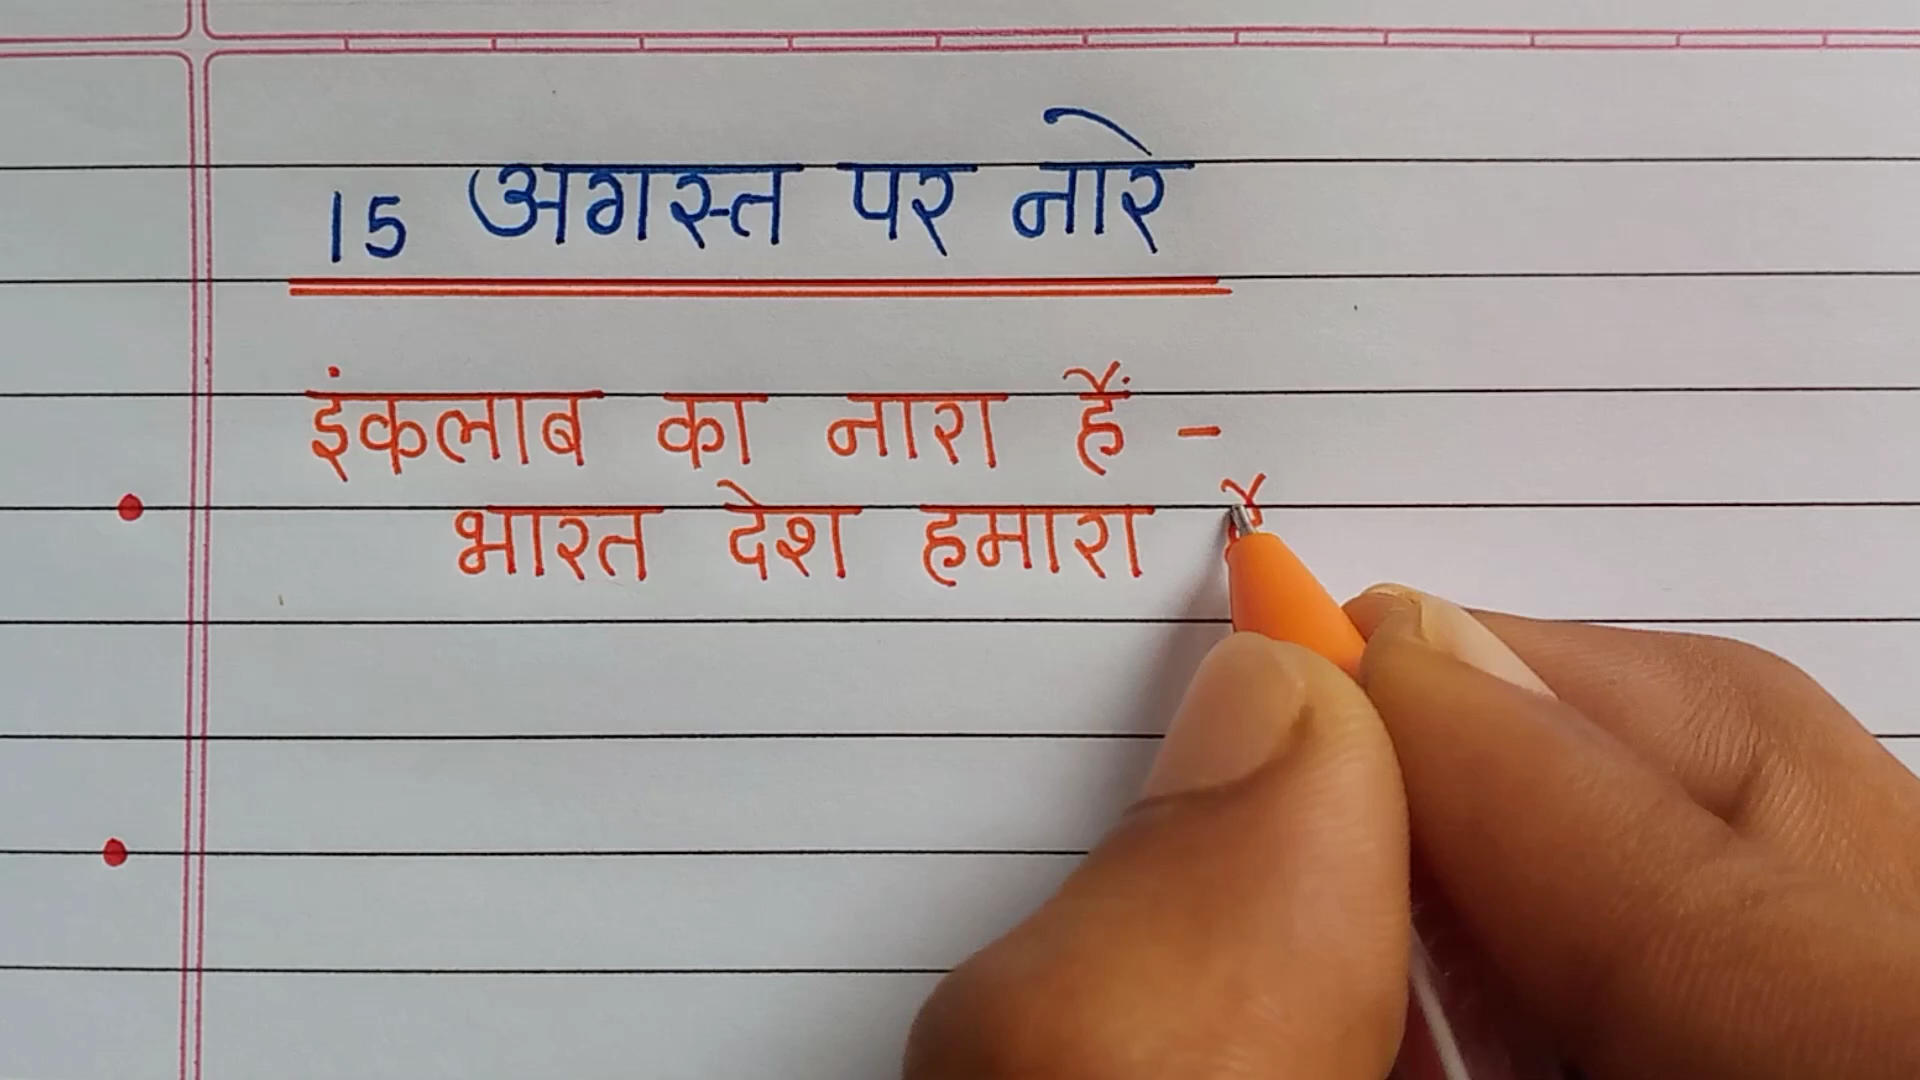 15 अगस्त पर नारे
इंकलाब का नारा हैं -
भारत देश हमारा